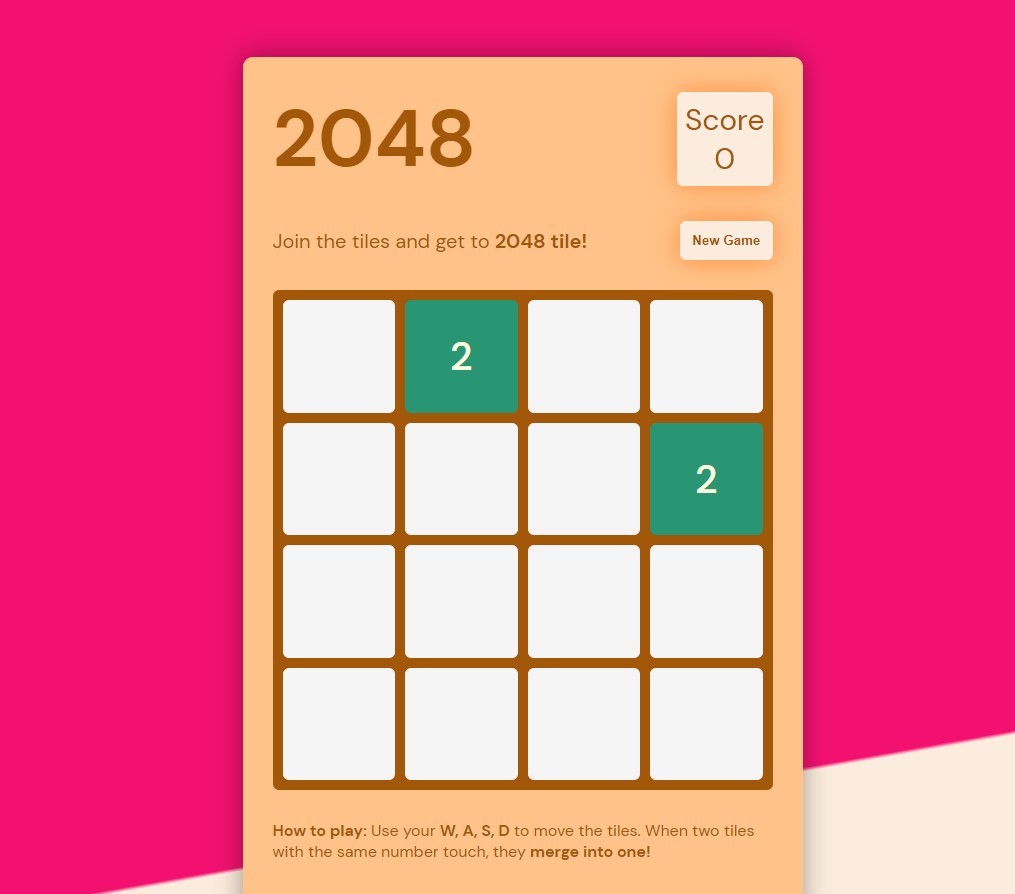 2048
Score
0
Join the tiles and get to 2048 tile!
New Game
2
2
How to play: Use your W, A, S, D to move the tiles. When two tiles
with the same number touch, they merge into one!